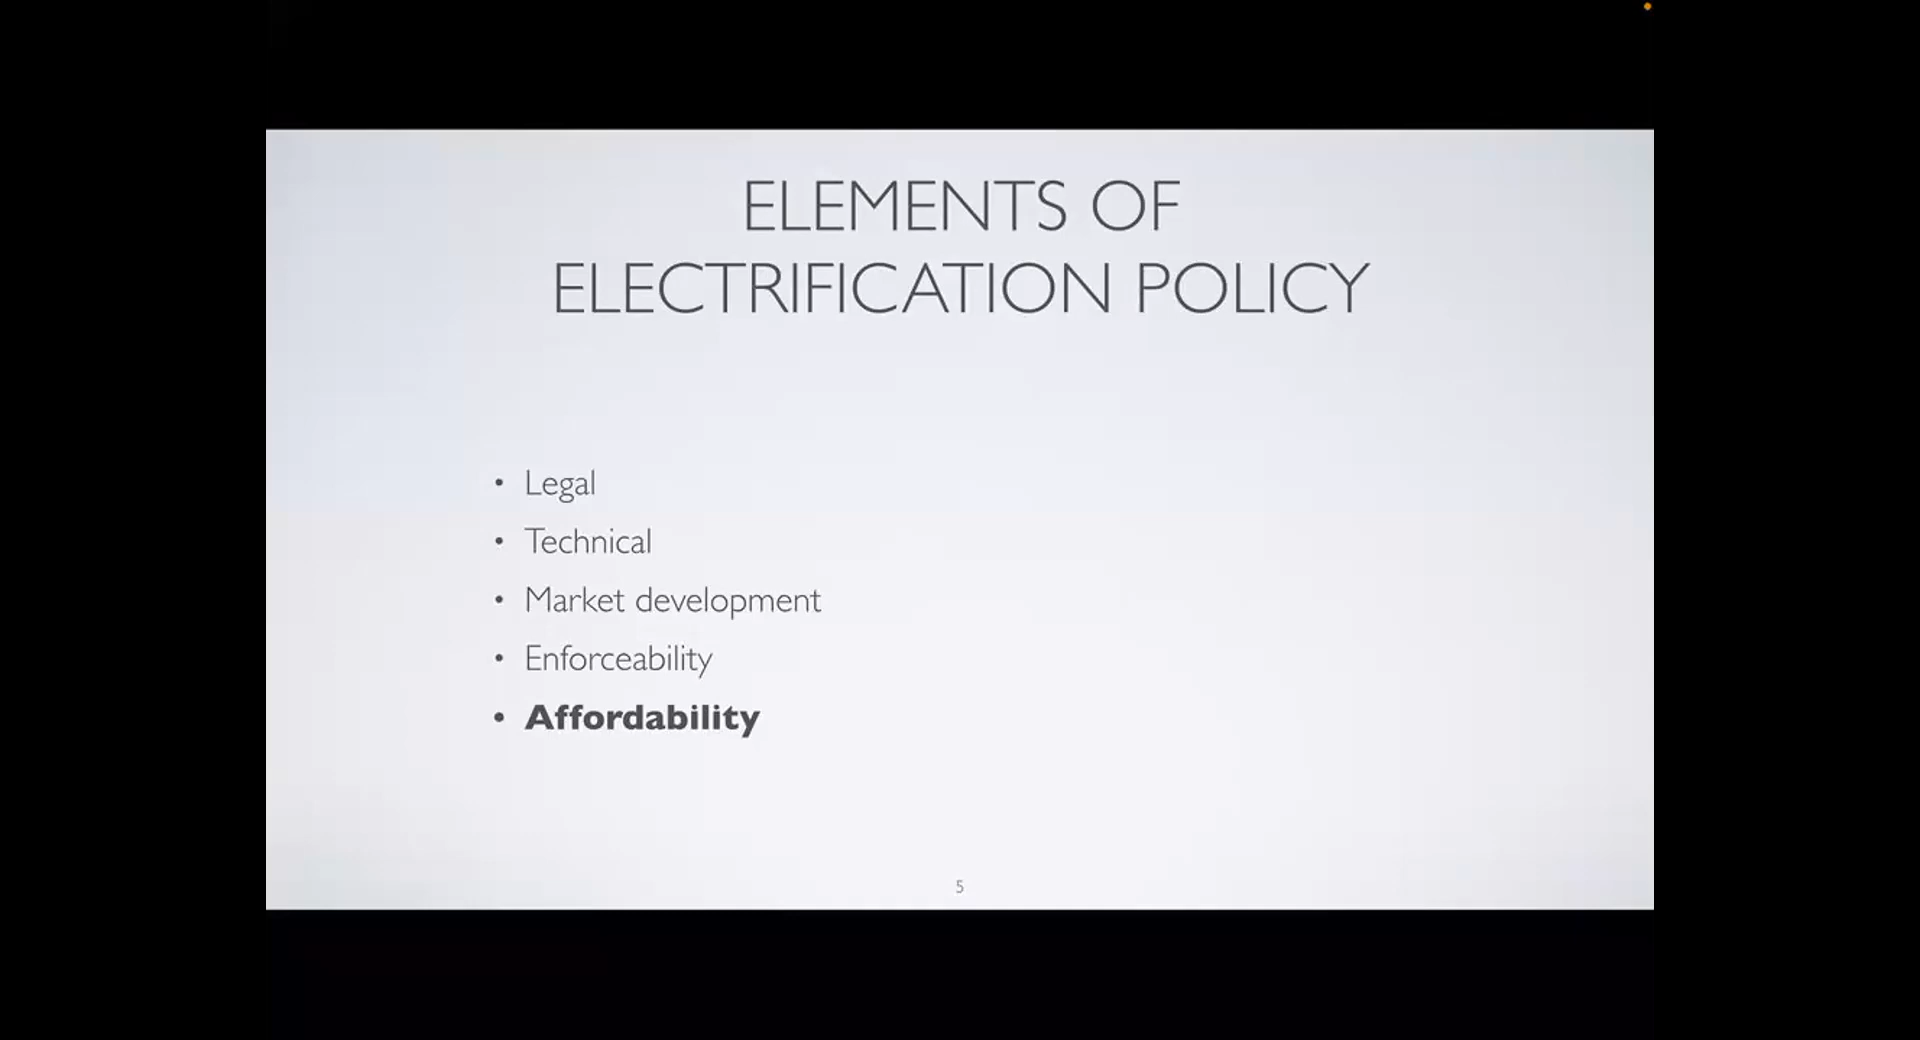 ELEMENTS OF
ELECTRIFICATION POLICY
• Legal
• Technical
• Market development
• Enforceability
• Affordability
5